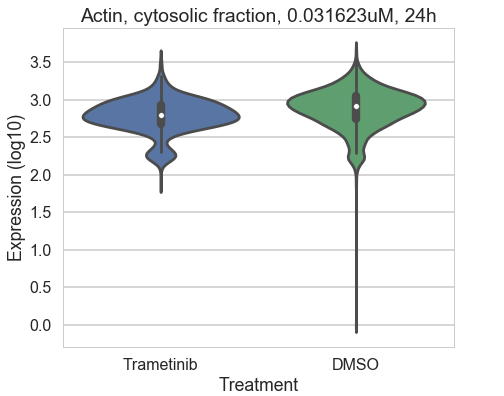 Actin, cytosolic fraction, 0.031623uM, 24h
Expression (log10)
3.5
3.0
2.5
2.0
1.5
1.0
0.5
0.0
Trametinib
DMSO
Treatment